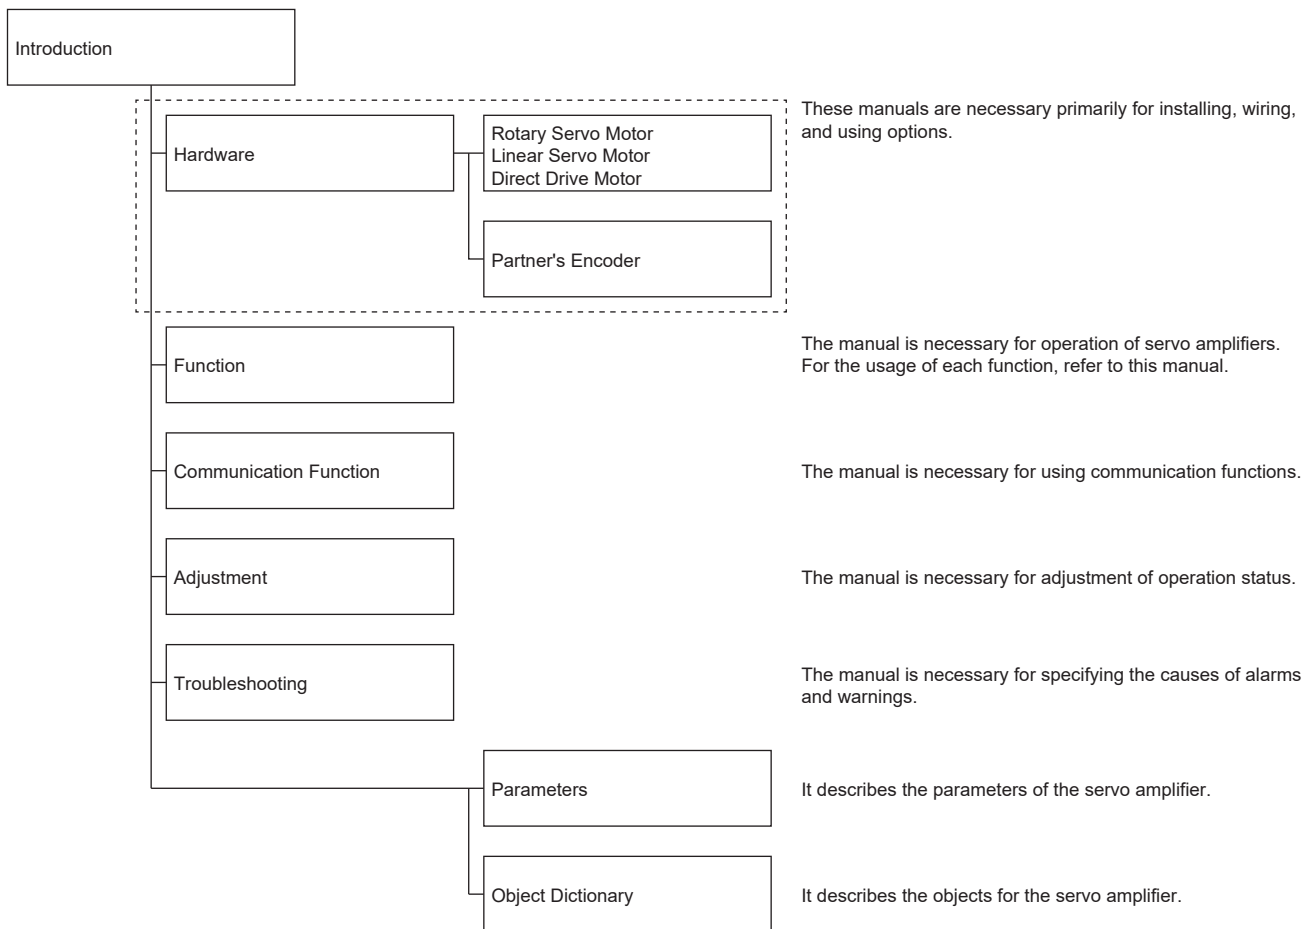 Introduction
These manuals are necessary primarily for installing, wiring,
and using options.
Hardware
Rotary Servo Motor
Linear Servo Motor
Direct Drive Motor
Partner's Encoder
Function
The manual is necessary for operation of servo amplifiers.
For the usage of each function, refer to this manual.
Communication Function
The manual is necessary for using communication functions.
Adjustment
The manual is necessary for adjustment of operation status.
Troubleshooting
The manual is necessary for specifying the causes of alarms
and warnings.
Parameters
It describes the parameters of the servo amplifier.
Object Dictionary
It describes the objects for the servo amplifier.